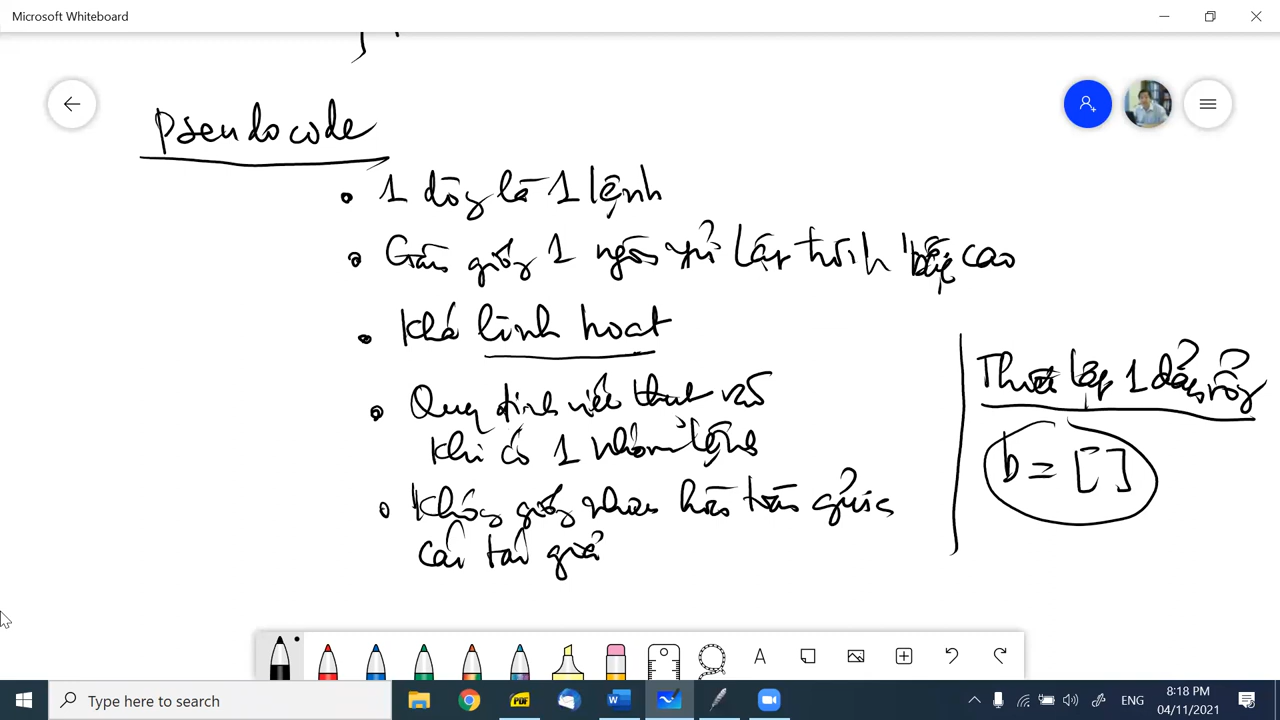 Microsoft Whiteboard
Pseudocode
• 1 dòng là 1 lệnh
• Gần giống 1 ngôn ngữ lập trình bậc cao
• Khá linh hoạt
• Quy định viết thụt vào
khi có 1 nhóm lệnh
• Không giống nhau hoàn toàn giữa
các tác giả
Thiết lập 1 dãy rỗng
b = []
Type here to search
ENG
8:18 PM
04/11/2021